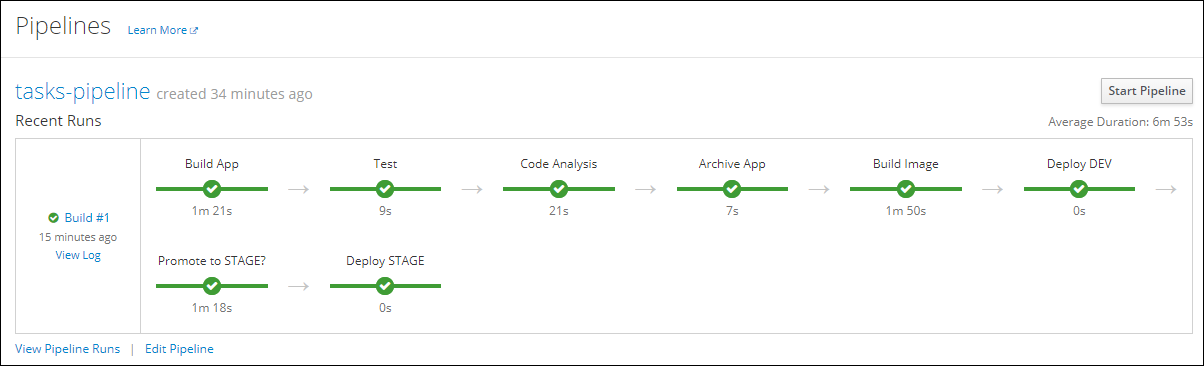 Pipelines Learn More
tasks-pipeline created 34 minutes ago Start Pipeline
Recent Runs Average Duration: 6m 53s
Build App Test Code Analysis Archive App Build Image Deploy DEV
1m 21s 9s 21s 7s 1m 50s 0s
Build #1
15 minutes ago
View Log
Promote to STAGE? Deploy STAGE
1m 18s 0s
View Pipeline Runs | Edit Pipeline